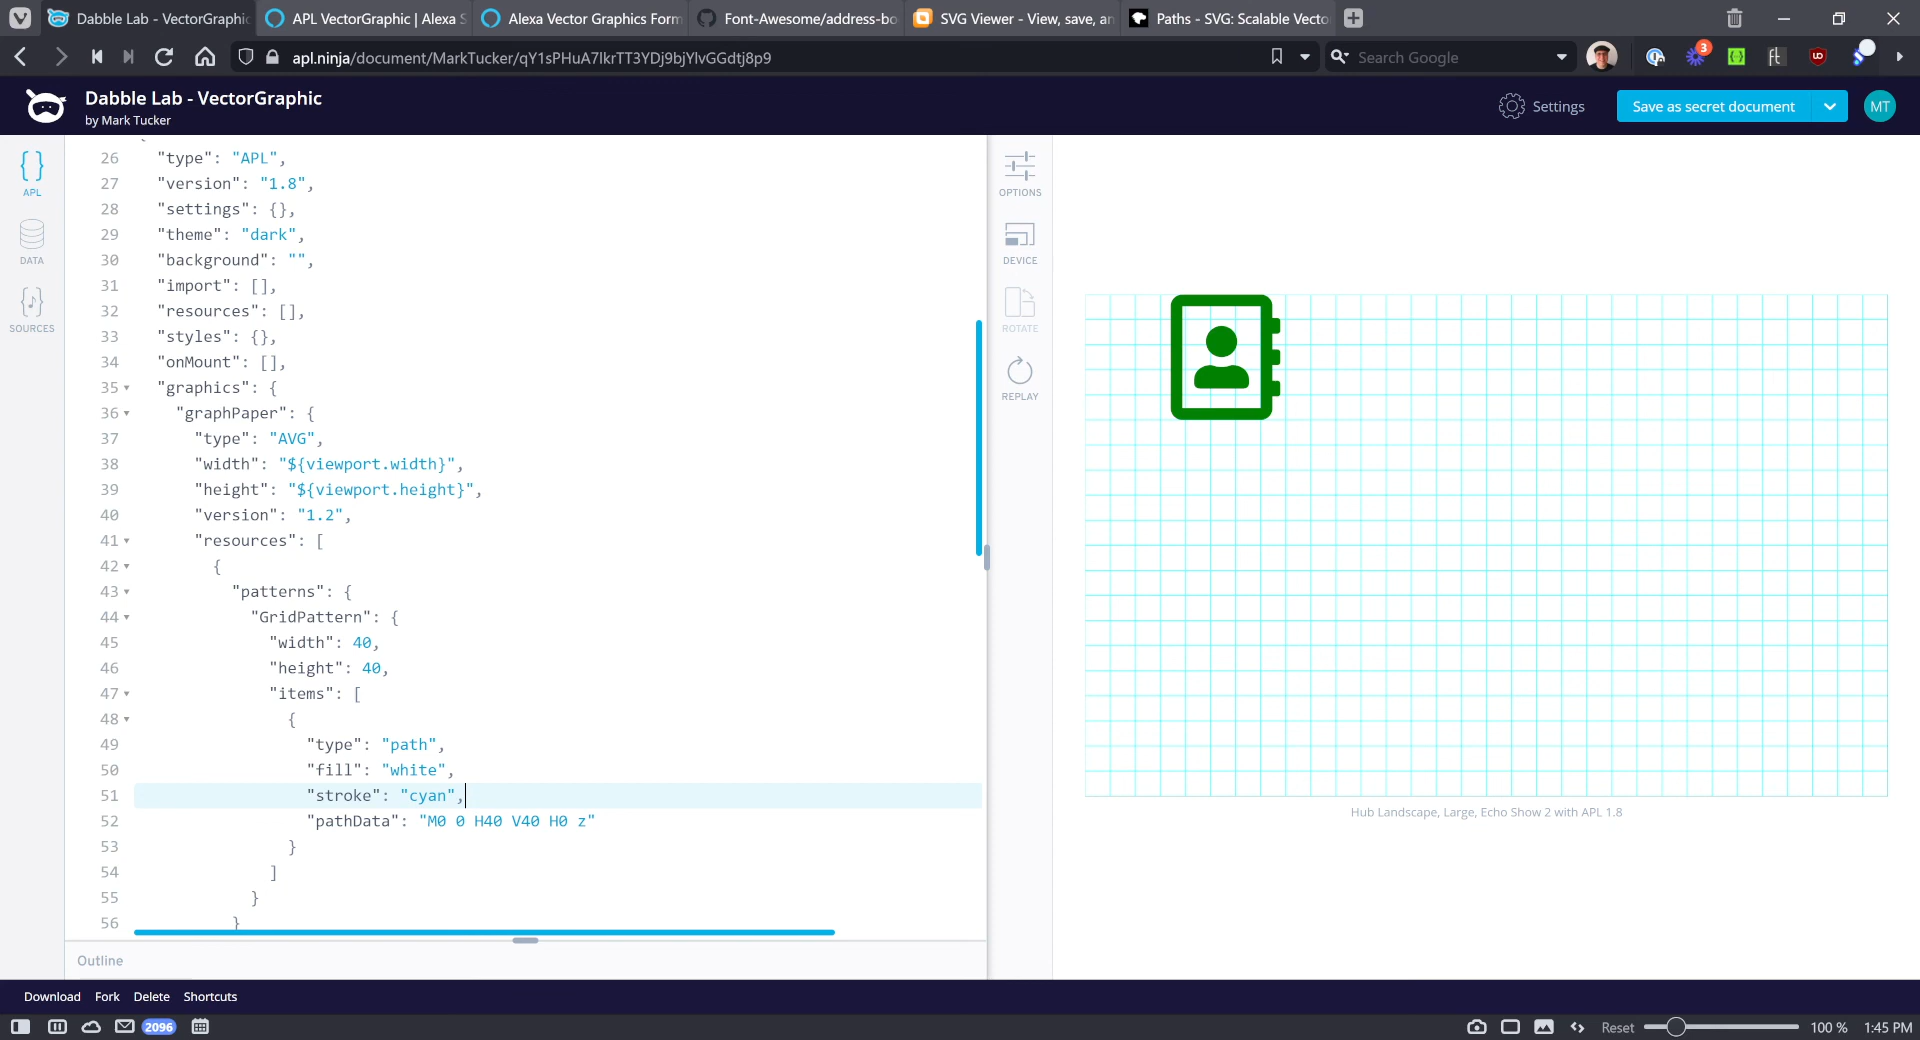 Dabble Lab - VectorGraphic
APL VectorGraphic | Alexa S
Alexa Vector Graphics Form
Font-Awesome/address-bo
SVG Viewer - View, save, an
Paths - SVG: Scalable Vecto
apl.ninja/document/MarkTucker/qY1sPHuA7lkrTT3YDj9bjYlvGGdtj8p9
Search Google
3
ft
Dabble Lab - VectorGraphic
by Mark Tucker
Settings
Save as secret document
MT
APL
DATA
SOURCES
26 "type": "APL",
27 "version": "1.8",
28 "settings": {},
29 "theme": "dark",
30 "background": "",
31 "import": [],
32 "resources": [],
33 "styles": {},
34 "onMount": [],
35 "graphics": {
36 "graphPaper": {
37 "type": "AVG",
38 "width": "${viewport.width}",
39 "height": "${viewport.height}",
40 "version": "1.2",
41 "resources": [
42 {
43 "patterns": {
44 "GridPattern": {
45 "width": 40,
46 "height": 40,
47 "items": [
48 {
49 "type": "path",
50 "fill": "white",
51 "stroke": "cyan",
52 "pathData": "M0 0 H40 V40 H0 z"
53 }
54 ]
55 }
56 }
OPTIONS
DEVICE
ROTATE
REPLAY
Hub Landscape, Large, Echo Show 2 with APL 1.8
Outline
Download Fork Delete Shortcuts
2096
Reset
100 %
1:45 PM